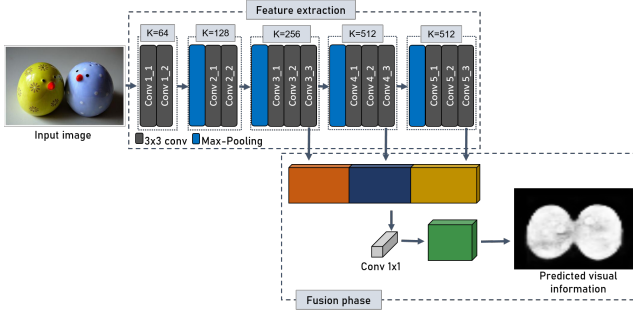 Feature extraction
K=64
K=128
K=256
K=512
K=512
Conv 1_1
Conv 1_2
Conv 2_1
Conv 2_2
Conv 3_1
Conv 3_2
Conv 3_3
Conv 4_1
Conv 4_2
Conv 4_3
Conv 5_1
Conv 5_2
Conv 5_3
Input image
3x3 conv
Max-Pooling
Conv 1x1
Predicted visual
information
Fusion phase